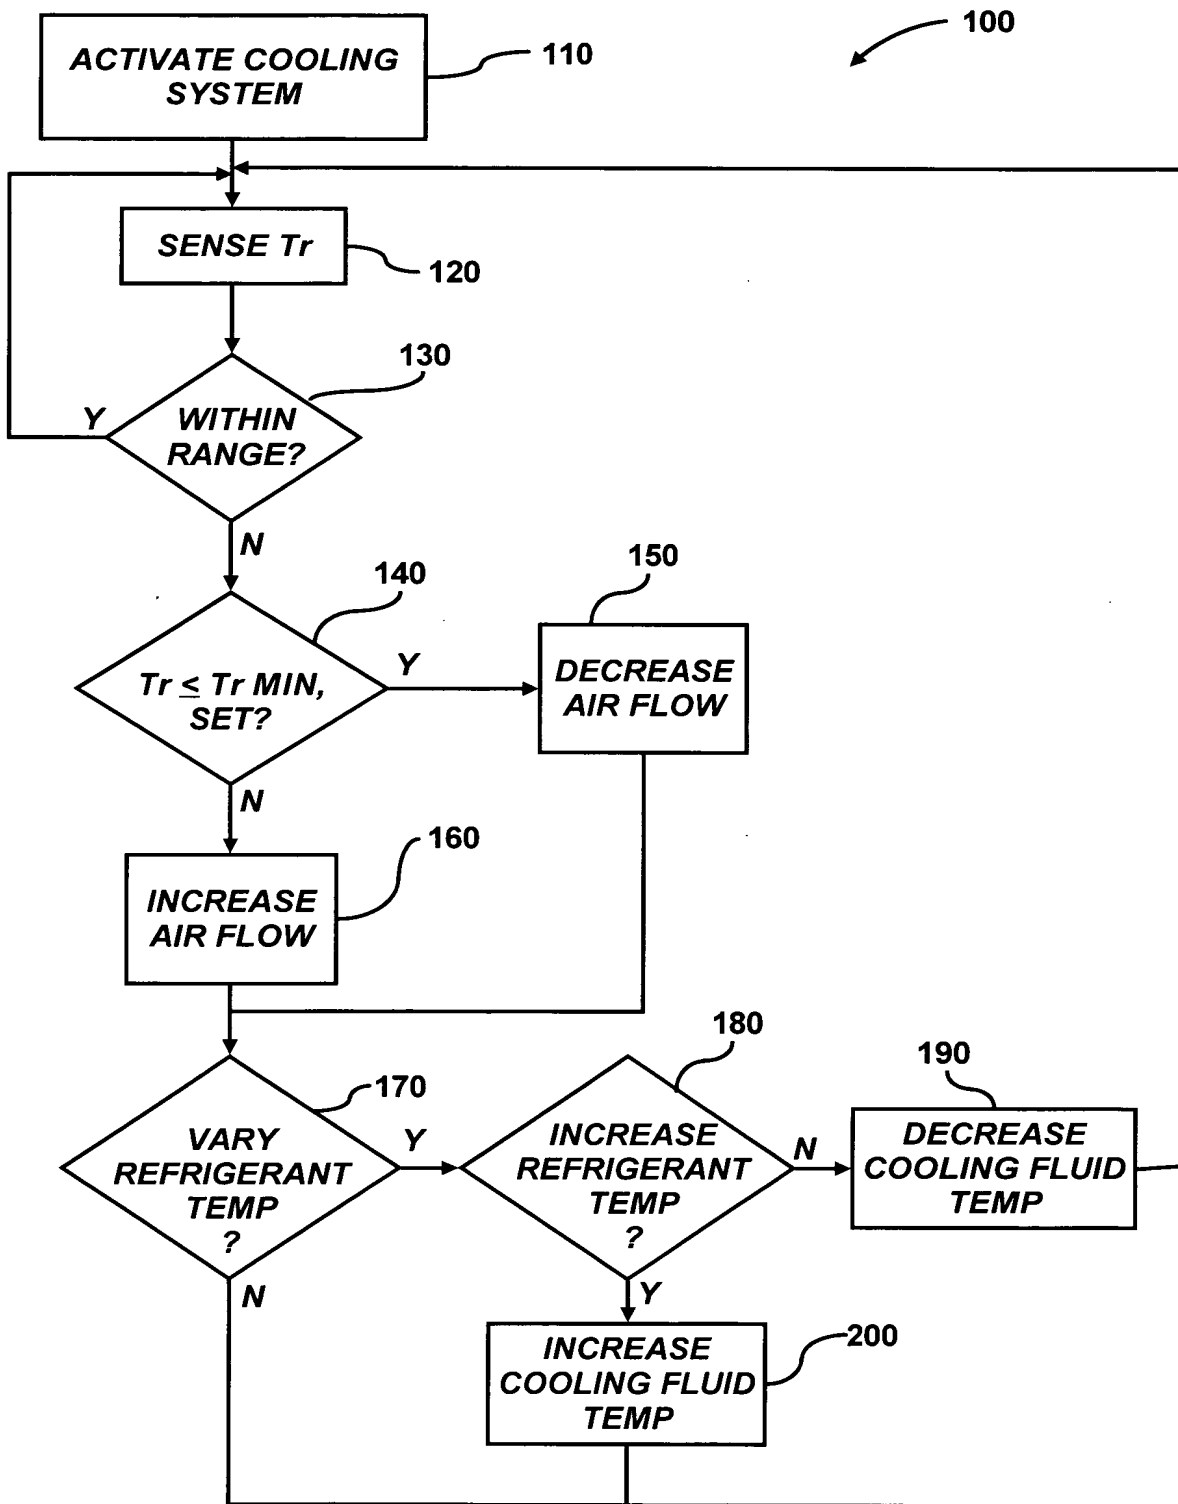 100
ACTIVATE COOLING
SYSTEM
110
SENSE Tr
120
130
WITHIN
RANGE?
Y
N
140
Tr ≤ Tr MIN,
SET?
Y
150
DECREASE
AIR FLOW
N
160
INCREASE
AIR FLOW
170
VARY
REFRIGERANT
TEMP
?
Y
N
180
INCREASE
REFRIGERANT
TEMP
?
N
Y
190
DECREASE
COOLING FLUID
TEMP
200
INCREASE
COOLING FLUID
TEMP